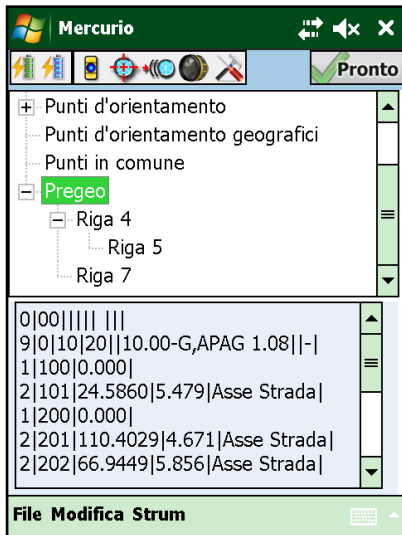 Mercurio
Pronto
Punti d'orientamento
Punti d'orientamento geografici
Punti in comune
Pregeo
Riga 4
Riga 5
Riga 7
0|00||||| |||
9|0|10|20||10.00-G,APAG 1.08||-|
1|100|0.000|
2|101|24.5860|5.479|Asse Strada|
1|200|0.000|
2|201|110.4029|4.671|Asse Strada|
2|202|66.9449|5.856|Asse Strada|
File Modifica Strum